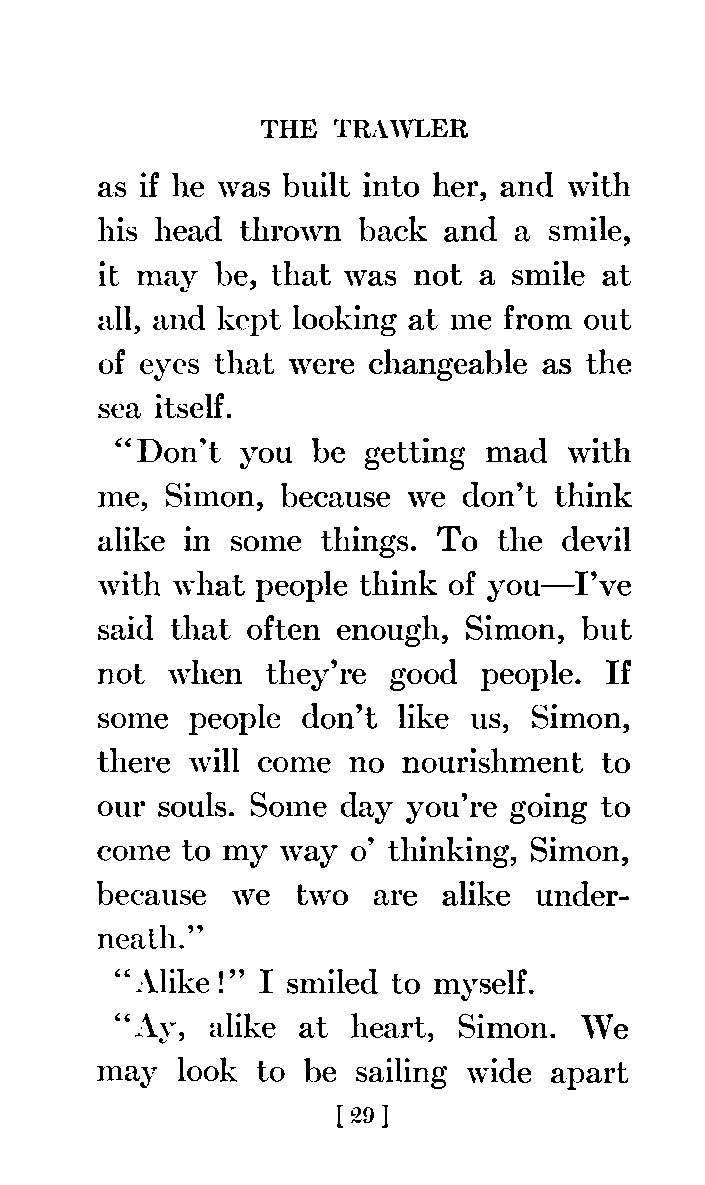 THE TRAWLER
as if he was built into her, and with
his head thrown back and a smile,
it may be, that was not a smile at
all, and kept looking at me from out
of eyes that were changeable as the
sea itself.
“Don’t you be getting mad with
me, Simon, because we don’t think
alike in some things. To the devil
with what people think of you—I’ve
said that often enough, Simon, but
not when they’re good people. If
some people don’t like us, Simon,
there will come no nourishment to
our souls. Some day you’re going to
come to my way o’ thinking, Simon,
because we two are alike under-
neath.”
“Alike!” I smiled to myself.
“Ay, alike at heart, Simon. We
may look to be sailing wide apart
[ 29 ]